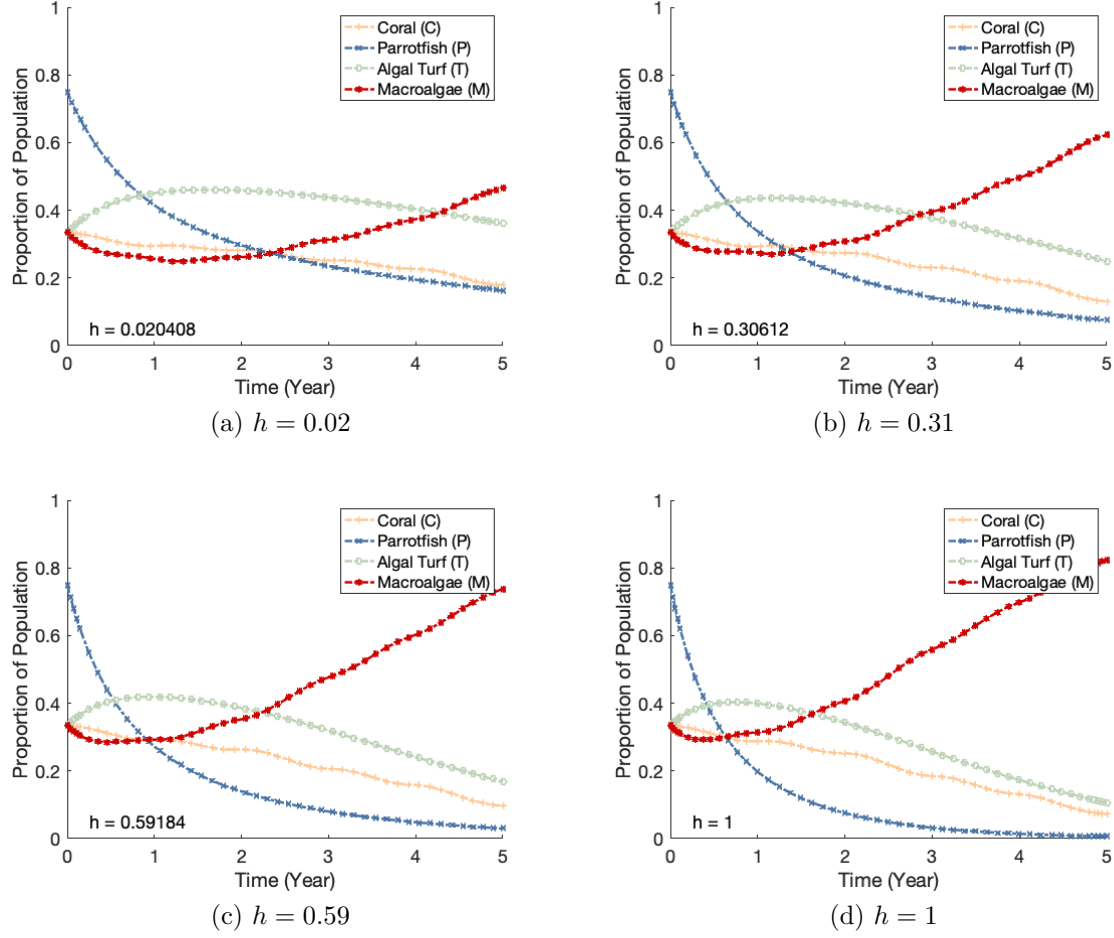 1
0.8
0.6
0.4
0.2
0
Proportion of Population
Coral (C)
Parrotfish (P)
Algal Turf (T)
Macroalgae (M)
h = 0.020408
0 1 2 3 4 5
Time (Year)
(a) h = 0.02
1
0.8
0.6
0.4
0.2
0
Proportion of Population
Coral (C)
Parrotfish (P)
Algal Turf (T)
Macroalgae (M)
h = 0.30612
0 1 2 3 4 5
Time (Year)
(b) h = 0.31
1
0.8
0.6
0.4
0.2
0
Proportion of Population
Coral (C)
Parrotfish (P)
Algal Turf (T)
Macroalgae (M)
h = 0.59184
0 1 2 3 4 5
Time (Year)
(c) h = 0.59
1
0.8
0.6
0.4
0.2
0
Proportion of Population
Coral (C)
Parrotfish (P)
Algal Turf (T)
Macroalgae (M)
h = 1
0 1 2 3 4 5
Time (Year)
(d) h = 1